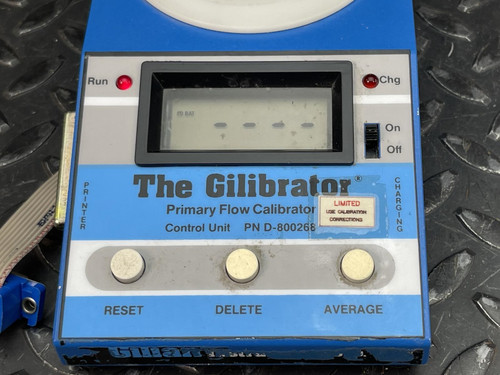 Run
Chg
On
Off
- - - -
The Gilibrator®
Primary Flow Calibrator
Control Unit PN D-800268
PRINTER
CHARGING
LIMITED
USE CALIBRATION
CORRECTIONS
RESET
DELETE
AVERAGE